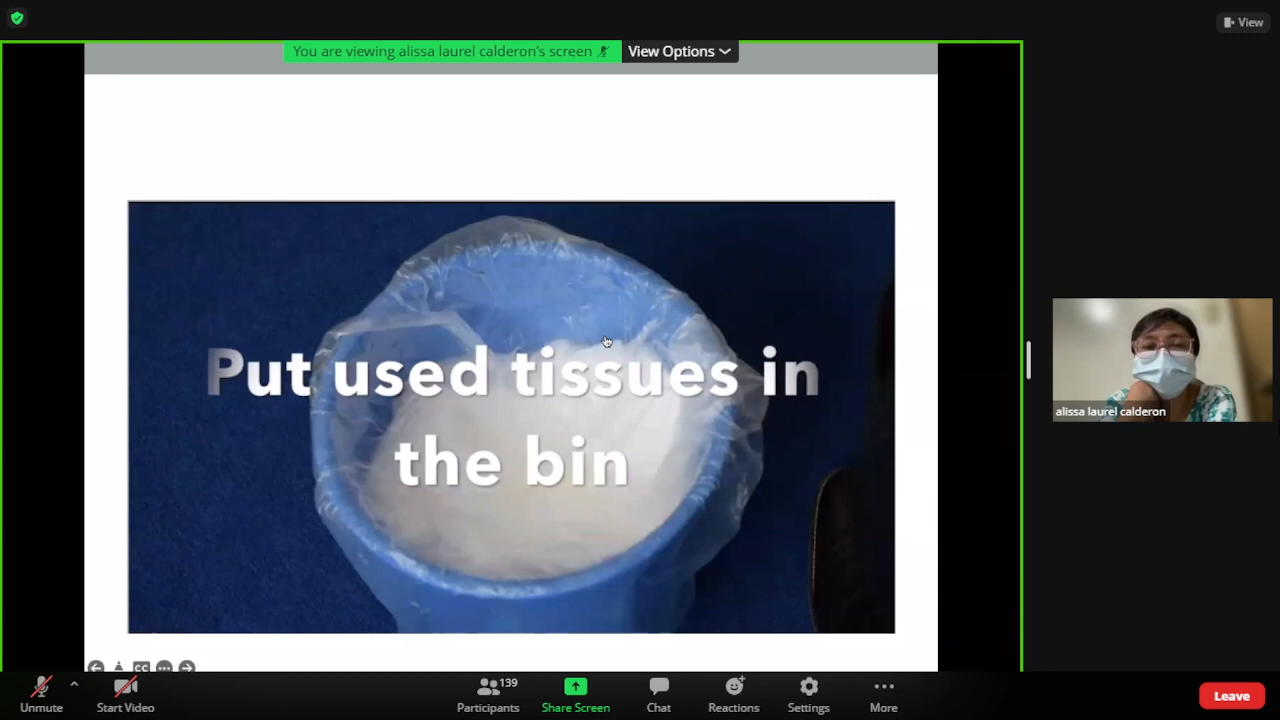 View
You are viewing alissa laurel calderon's screen
View Options
Put used tissues in
the bin
alissa laurel calderon
CC
Unmute
Start Video
139
Participants
Share Screen
Chat
Reactions
Settings
More
Leave